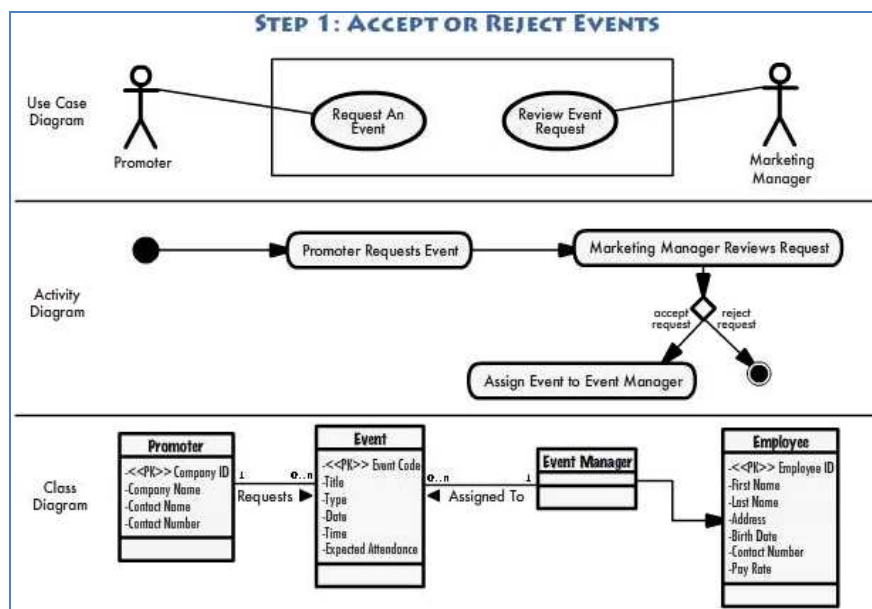 STEP 1: ACCEPT OR REJECT EVENTS
Use Case
Diagram
Promoter
Request An
Event
Review Event
Request
Marketing
Manager
Activity
Diagram
Promoter Requests Event
Marketing Manager Reviews Request
accept
request
reject
request
Assign Event to Event Manager
Class
Diagram
Promoter
-<<PK>> Company ID
-Company Name
-Contact Name
-Contact Number
1
0..n
Requests
Event
-<<PK>> Event Code
-Title
-Type
-Date
-Time
-Expected Attendance
0..n
1
Assigned To
Event Manager
Employee
-<<PK>> Employee ID
-First Name
-Last Name
-Address
-Birth Date
-Contact Number
-Pay Rate